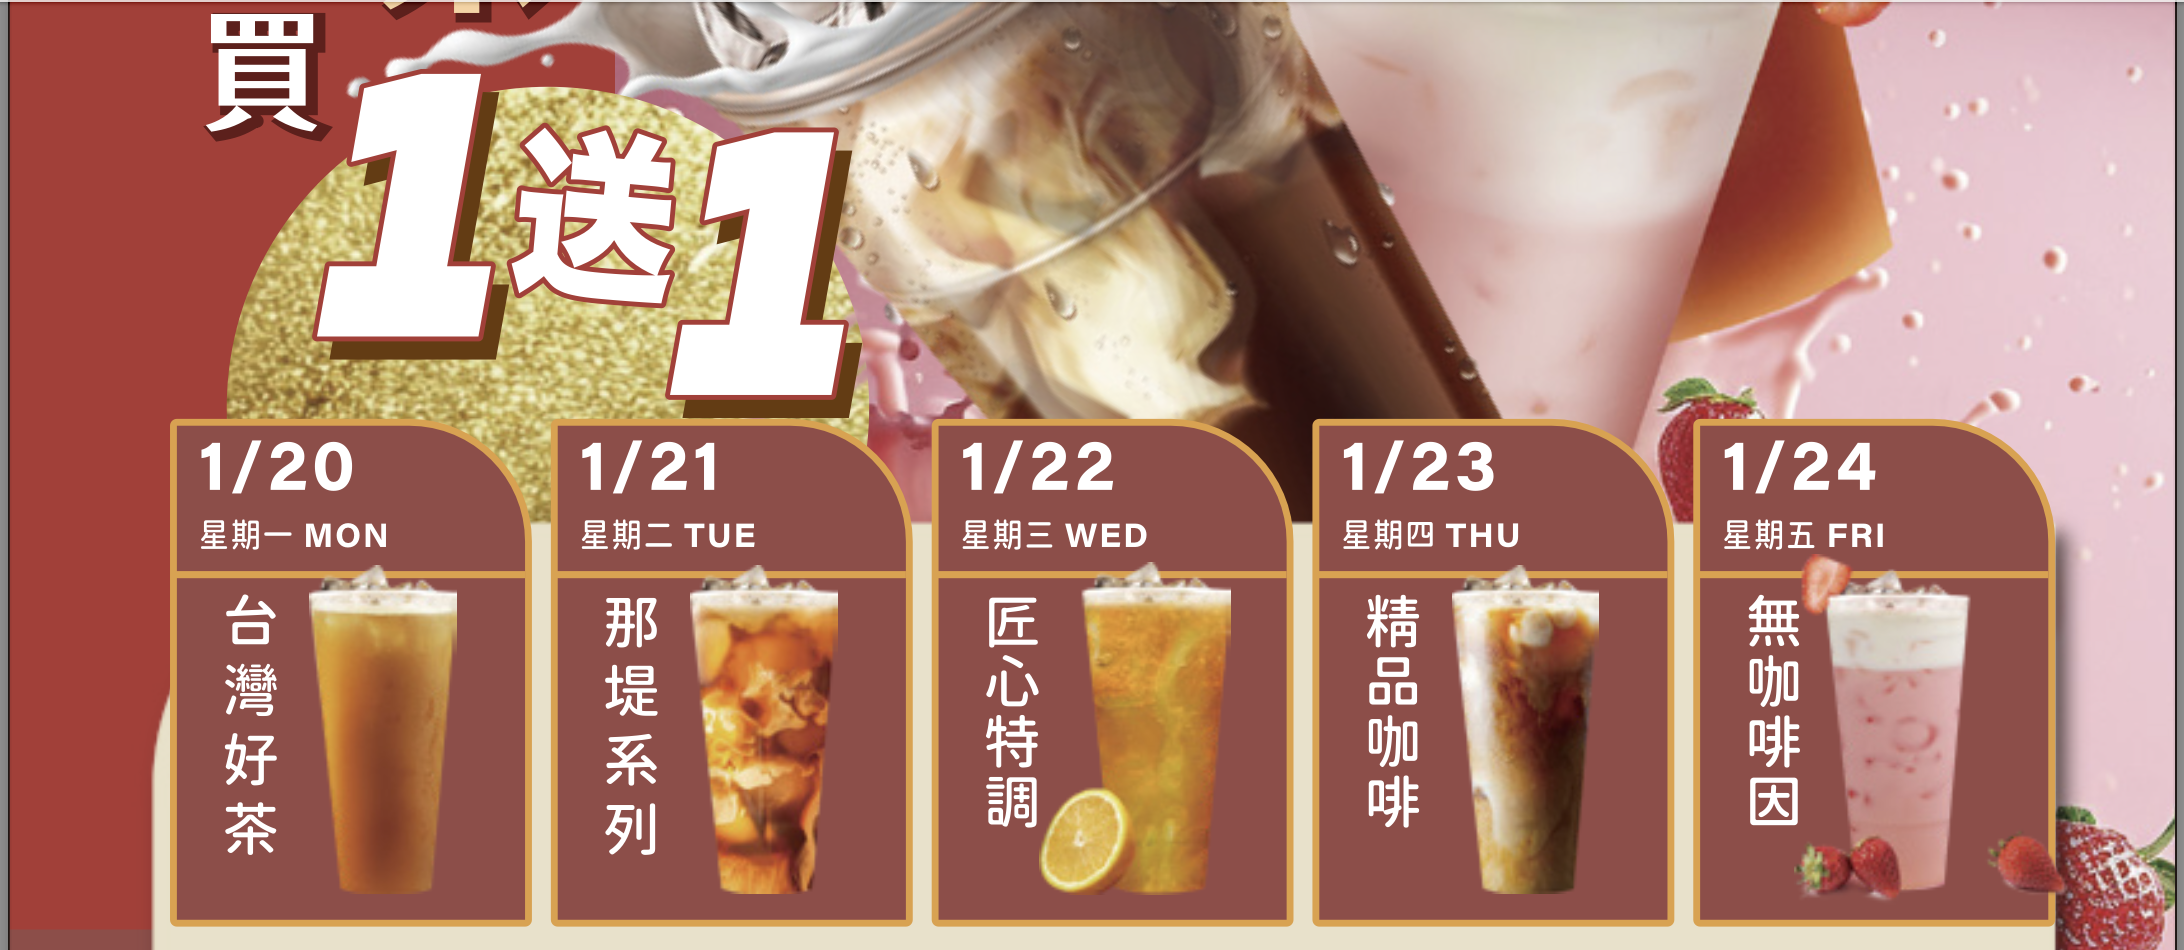 買
1送1
1/20
星期一 MON
台灣好茶
1/21
星期二 TUE
那堤系列
1/22
星期三 WED
匠心特調
1/23
星期四 THU
精品咖啡
1/24
星期五 FRI
無咖啡因